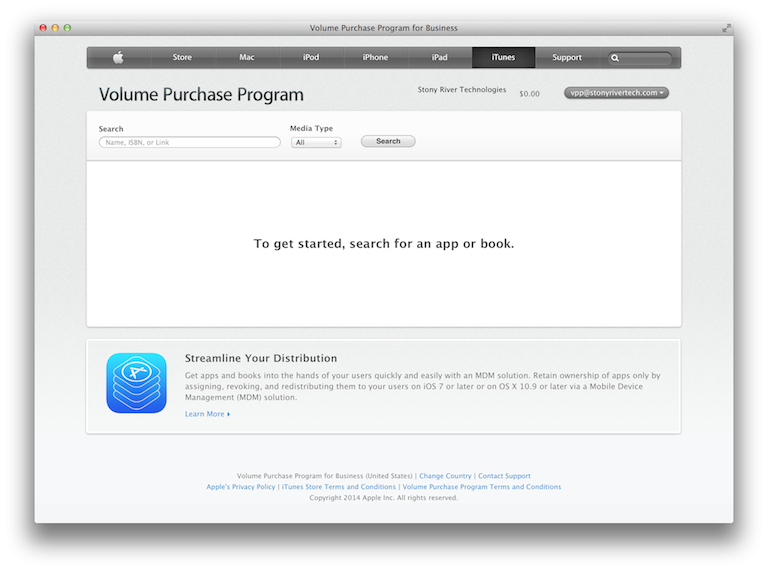 Volume Purchase Program for Business
Store Mac iPod iPhone iPad iTunes Support
Volume Purchase Program
Stony River Technologies $0.00 vpp@stonyrivertech.com
Search Media Type
Name, ISBN, or Link All Search
To get started, search for an app or book.
Streamline Your Distribution
Get apps and books into the hands of your users quickly and easily with an MDM solution. Retain ownership of apps only by
assigning, revoking, and redistributing them to your users on iOS 7 or later or on OS X 10.9 or later via a Mobile Device
Management (MDM) solution.
Learn More
Volume Purchase Program for Business (United States) | Change Country | Contact Support
Apple's Privacy Policy | iTunes Store Terms and Conditions | Volume Purchase Program Terms and Conditions
Copyright 2014 Apple Inc. All rights reserved.